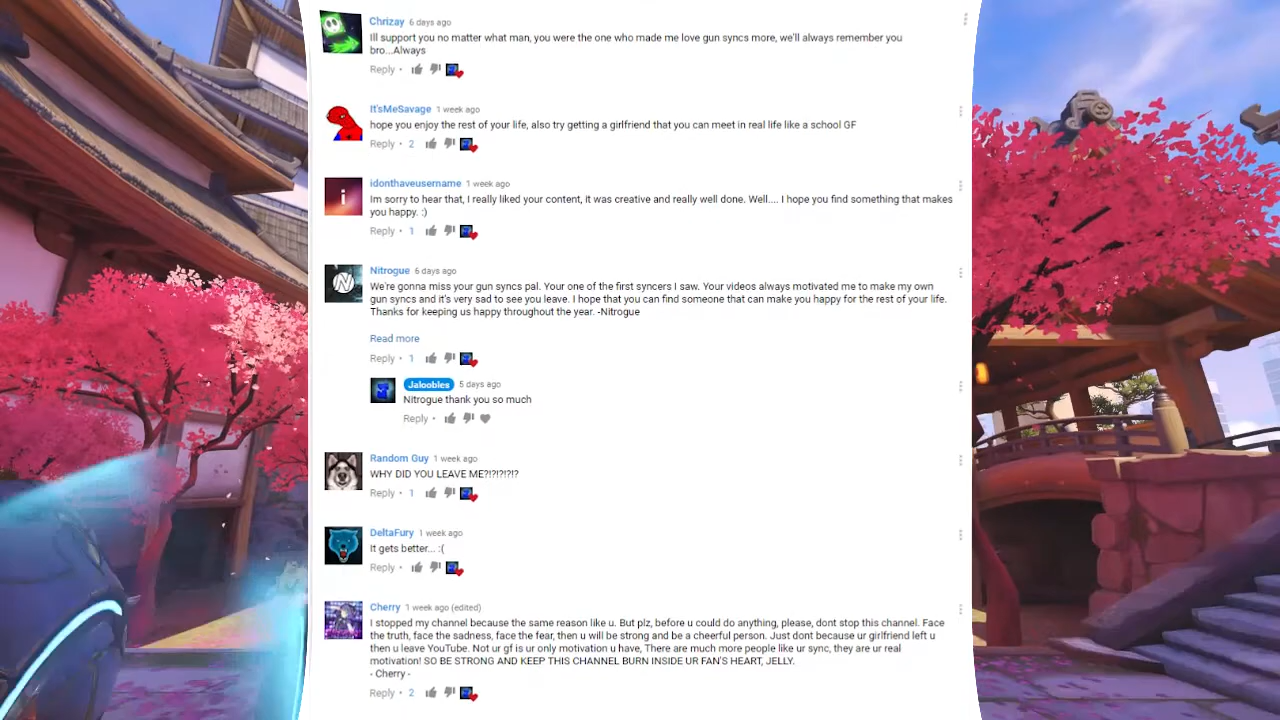 Chrizay 6 days ago
Ill support you no matter what man, you were the one who made me love gun syncs more, we'll always remember you
bro...Always
Reply •
It'sMeSavage 1 week ago
hope you enjoy the rest of your life, also try getting a girlfriend that you can meet in real life like a school GF
Reply • 2
i
idonthaveusername 1 week ago
Im sorry to hear that, I really liked your content, it was creative and really well done. Well.... I hope you find something that makes
you happy. :)
Reply • 1
N
Nitrogue 6 days ago
We're gonna miss your gun syncs pal. Your one of the first syncers I saw. Your videos always motivated me to make my own
gun syncs and it's very sad to see you leave. I hope that you can find someone that can make you happy for the rest of your life.
Thanks for keeping us happy throughout the year. -Nitrogue
Read more
Reply • 1
Jaloobles 5 days ago
Nitrogue thank you so much
Reply •
Random Guy 1 week ago
WHY DID YOU LEAVE ME?!?!?!?!?
Reply • 1
DeltaFury 1 week ago
It gets better... :(
Reply •
Cherry 1 week ago (edited)
I stopped my channel because the same reason like u. But plz, before u could do anything, please, dont stop this channel. Face
the truth, face the sadness, face the fear, then u will be strong and be a cheerful person. Just dont because ur girlfriend left u
then u leave YouTube. Not ur gf is ur only motivation u have, There are much more people like ur sync, they are ur real
motivation! SO BE STRONG AND KEEP THIS CHANNEL BURN INSIDE UR FAN'S HEART, JELLY.
- Cherry -
Reply • 2